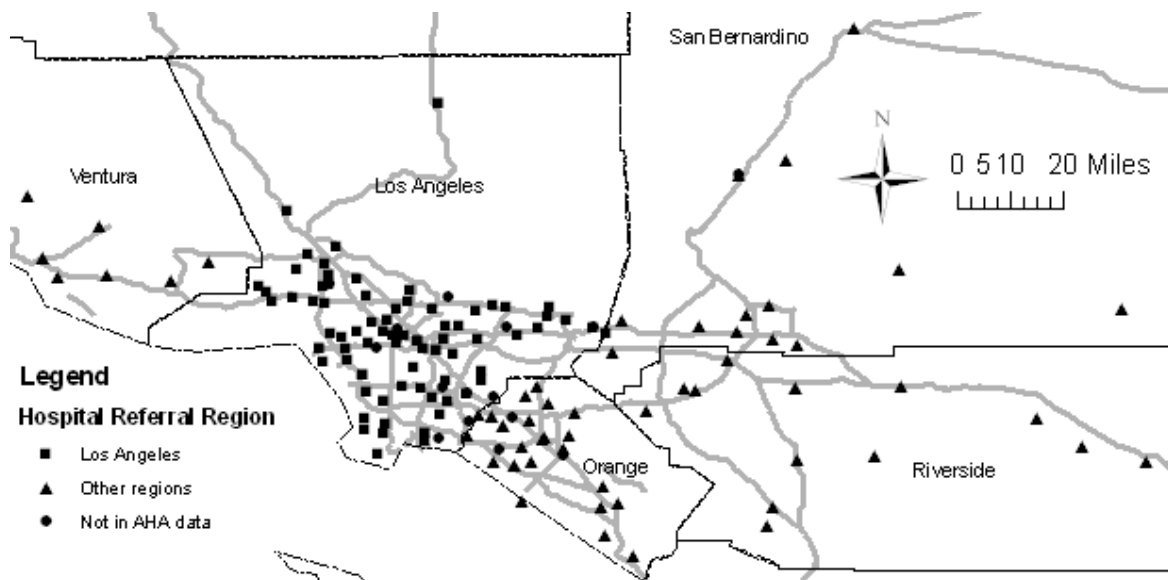 San Bernardino
N
0 510 20 Miles
Ventura
Los Angeles
Legend
Hospital Referral Region
Los Angeles
Other regions
Not in AHA data
Orange
Riverside